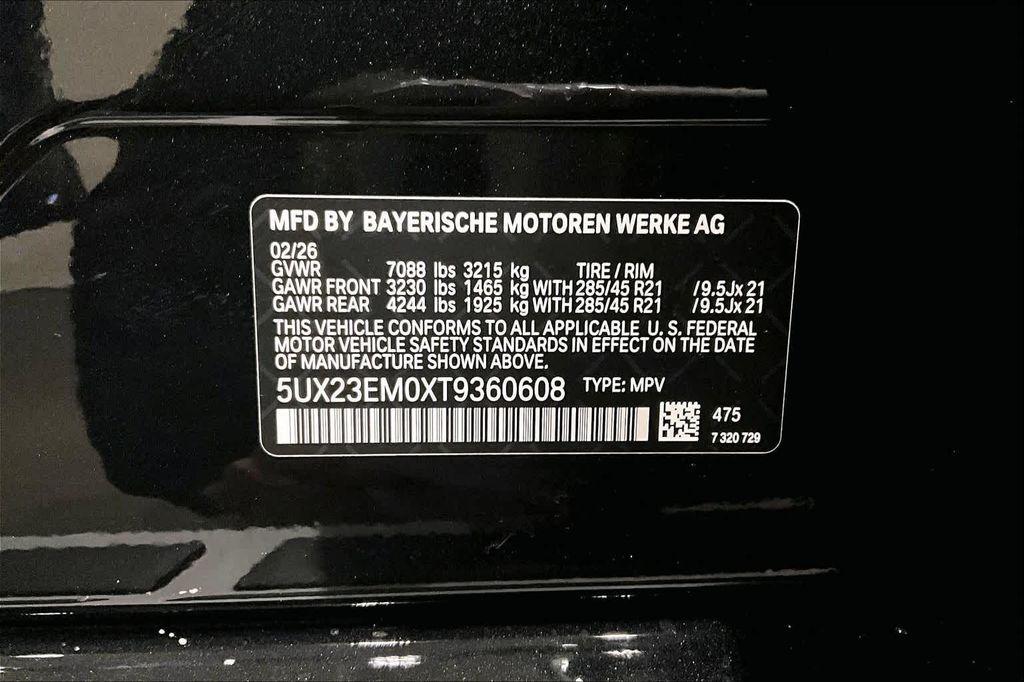 MFD BY BAYERISCHE MOTOREN WERKE AG
02/26
GVWR 7088 lbs 3215 kg TIRE / RIM
GAWR FRONT 3230 lbs 1465 kg WITH 285/45 R21 /9.5Jx 21
GAWR REAR 4244 lbs 1925 kg WITH 285/45 R21 /9.5Jx 21
THIS VEHICLE CONFORMS TO ALL APPLICABLE U. S. FEDERAL
MOTOR VEHICLE SAFETY STANDARDS IN EFFECT ON THE DATE
OF MANUFACTURE SHOWN ABOVE.
5UX23EM0XT9360608 TYPE: MPV
475
7 320 729